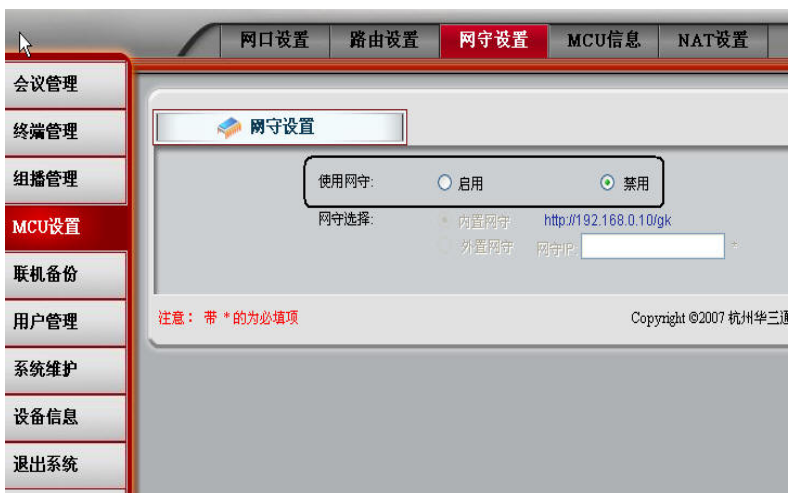 网口设置 路由设置 网守设置 MCU信息 NAT设置
会议管理
终端管理
组播管理
MCU设置
联机备份
用户管理
系统维护
设备信息
退出系统
网守设置
使用网守: 启用 禁用
网守选择: 内置网守 http://192.168.0.10/gk
外置网守 网守IP: *
注意： 带 * 的为必填项
Copyright ©2007 杭州华三通